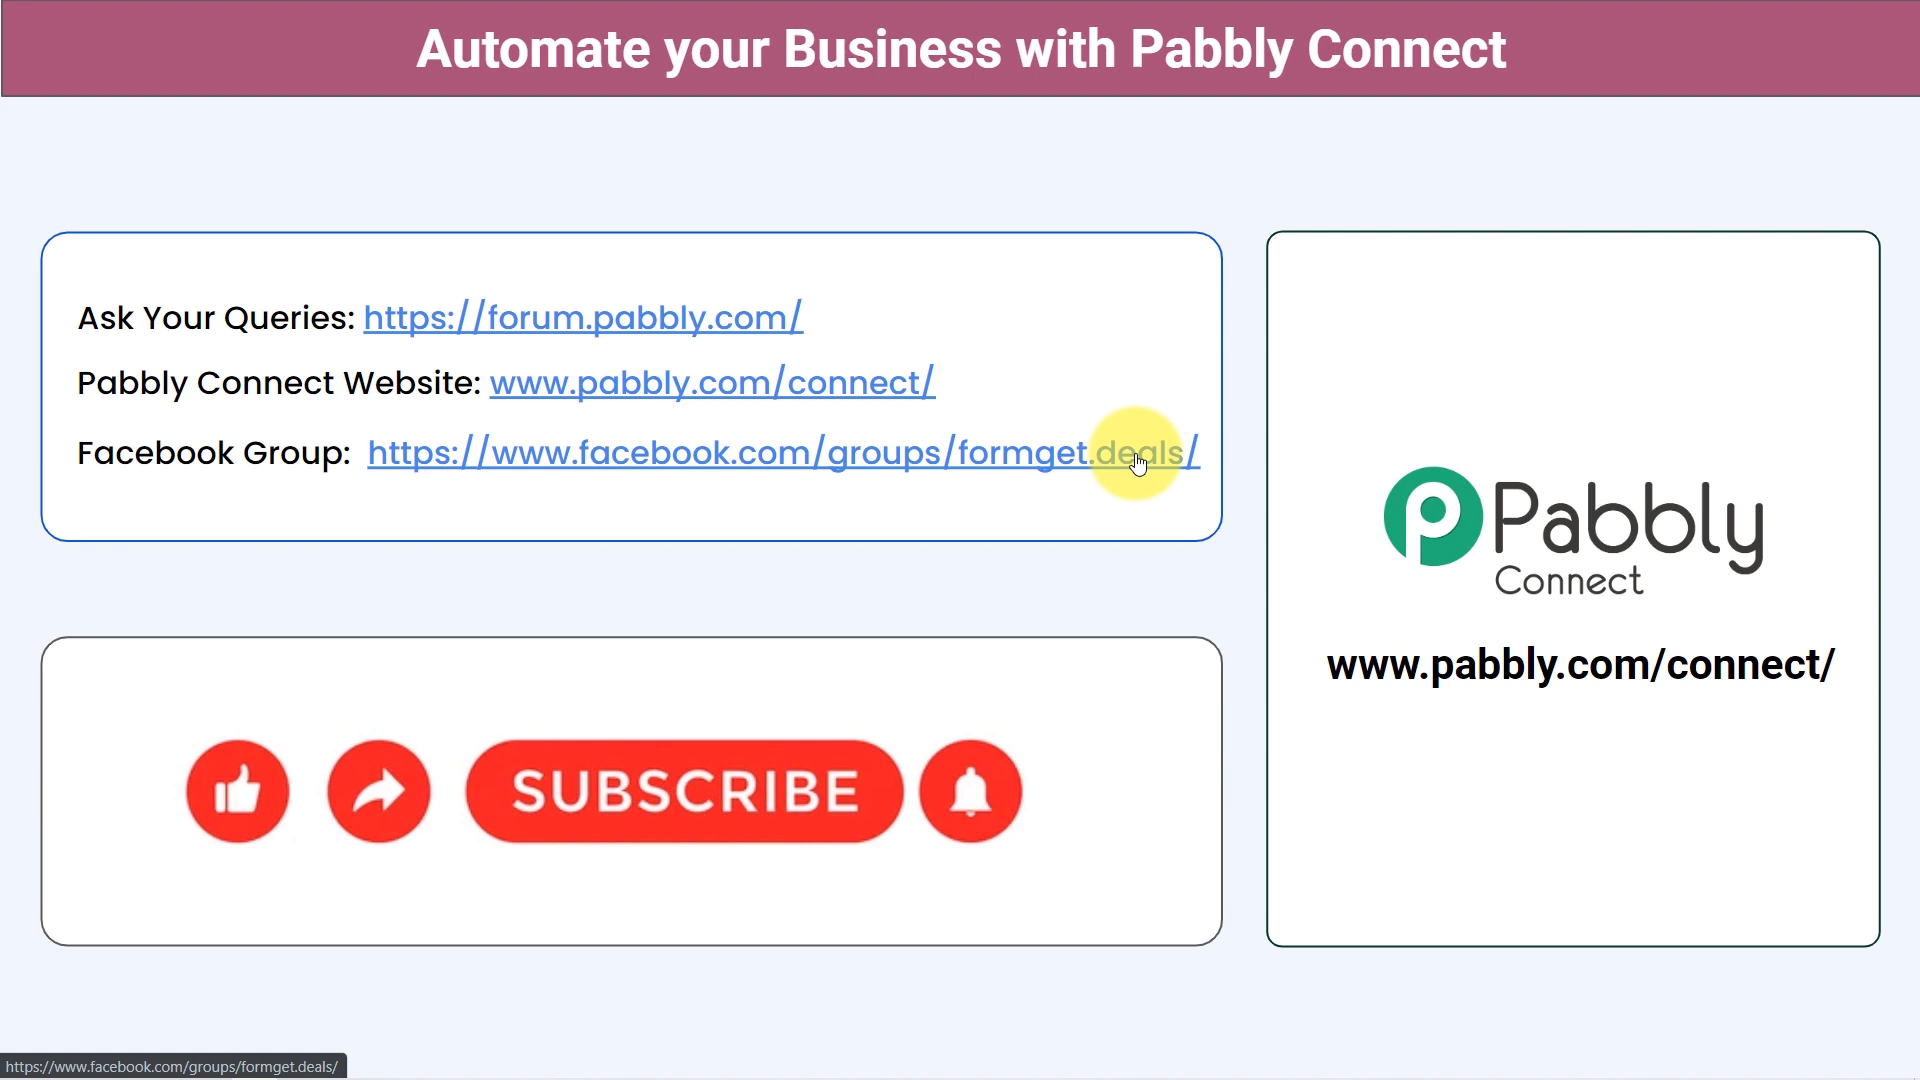 Automate your Business with Pabbly Connect
Ask Your Queries: https://forum.pabbly.com/
Pabbly Connect Website: www.pabbly.com/connect/
Facebook Group: https://www.facebook.com/groups/formget.deals/
Pabbly
Connect
www.pabbly.com/connect/
SUBSCRIBE
https://www.facebook.com/groups/formget.deals/